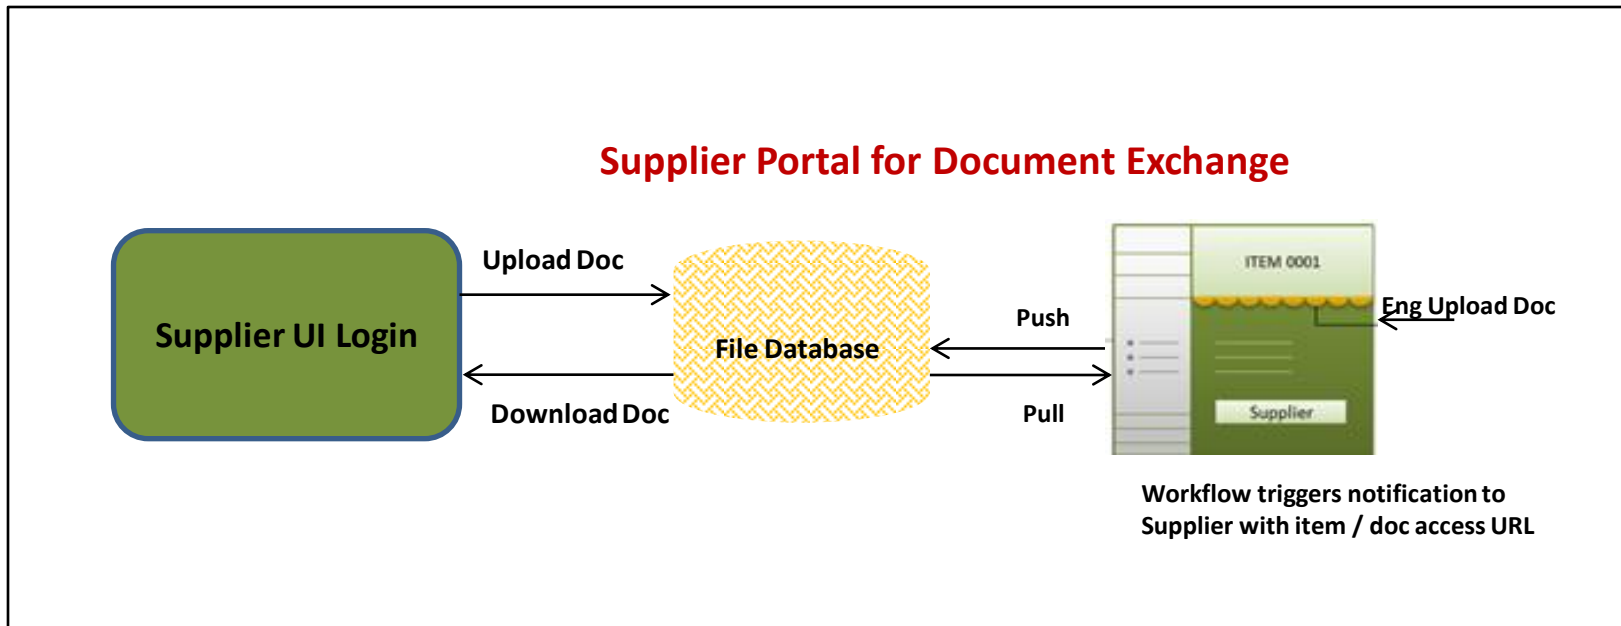 Supplier Portal for Document Exchange
Supplier UI Login
Upload Doc
Download Doc
File Database
Push
Pull
ITEM 0001
Supplier
Eng Upload Doc
Workflow triggers notification to
Supplier with item / doc access URL